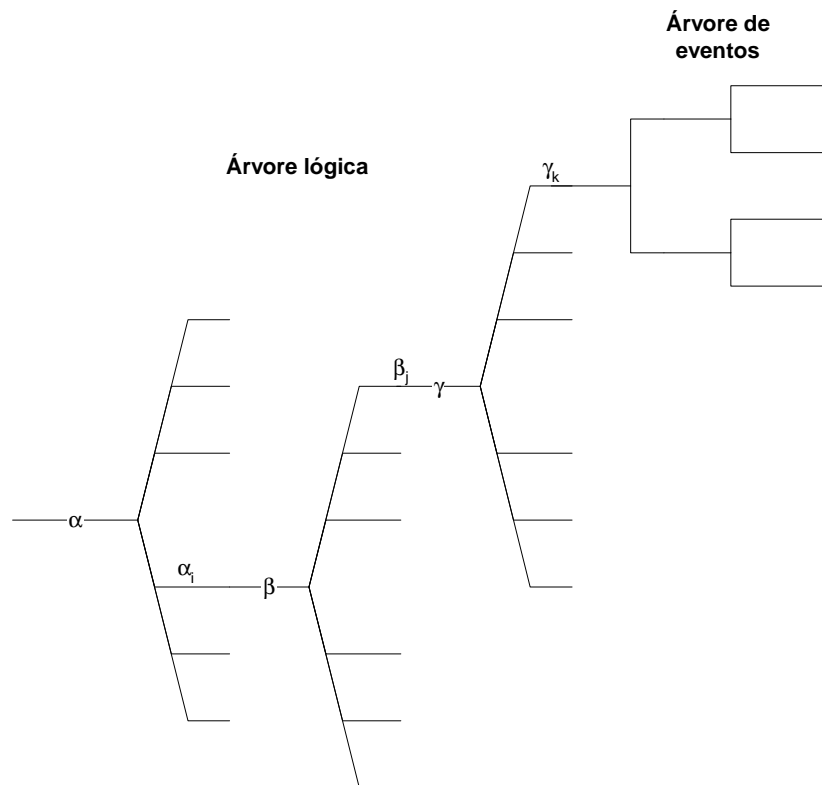 Árvore de
eventos
Árvore lógica
γk
βj
γ
α
αi
β